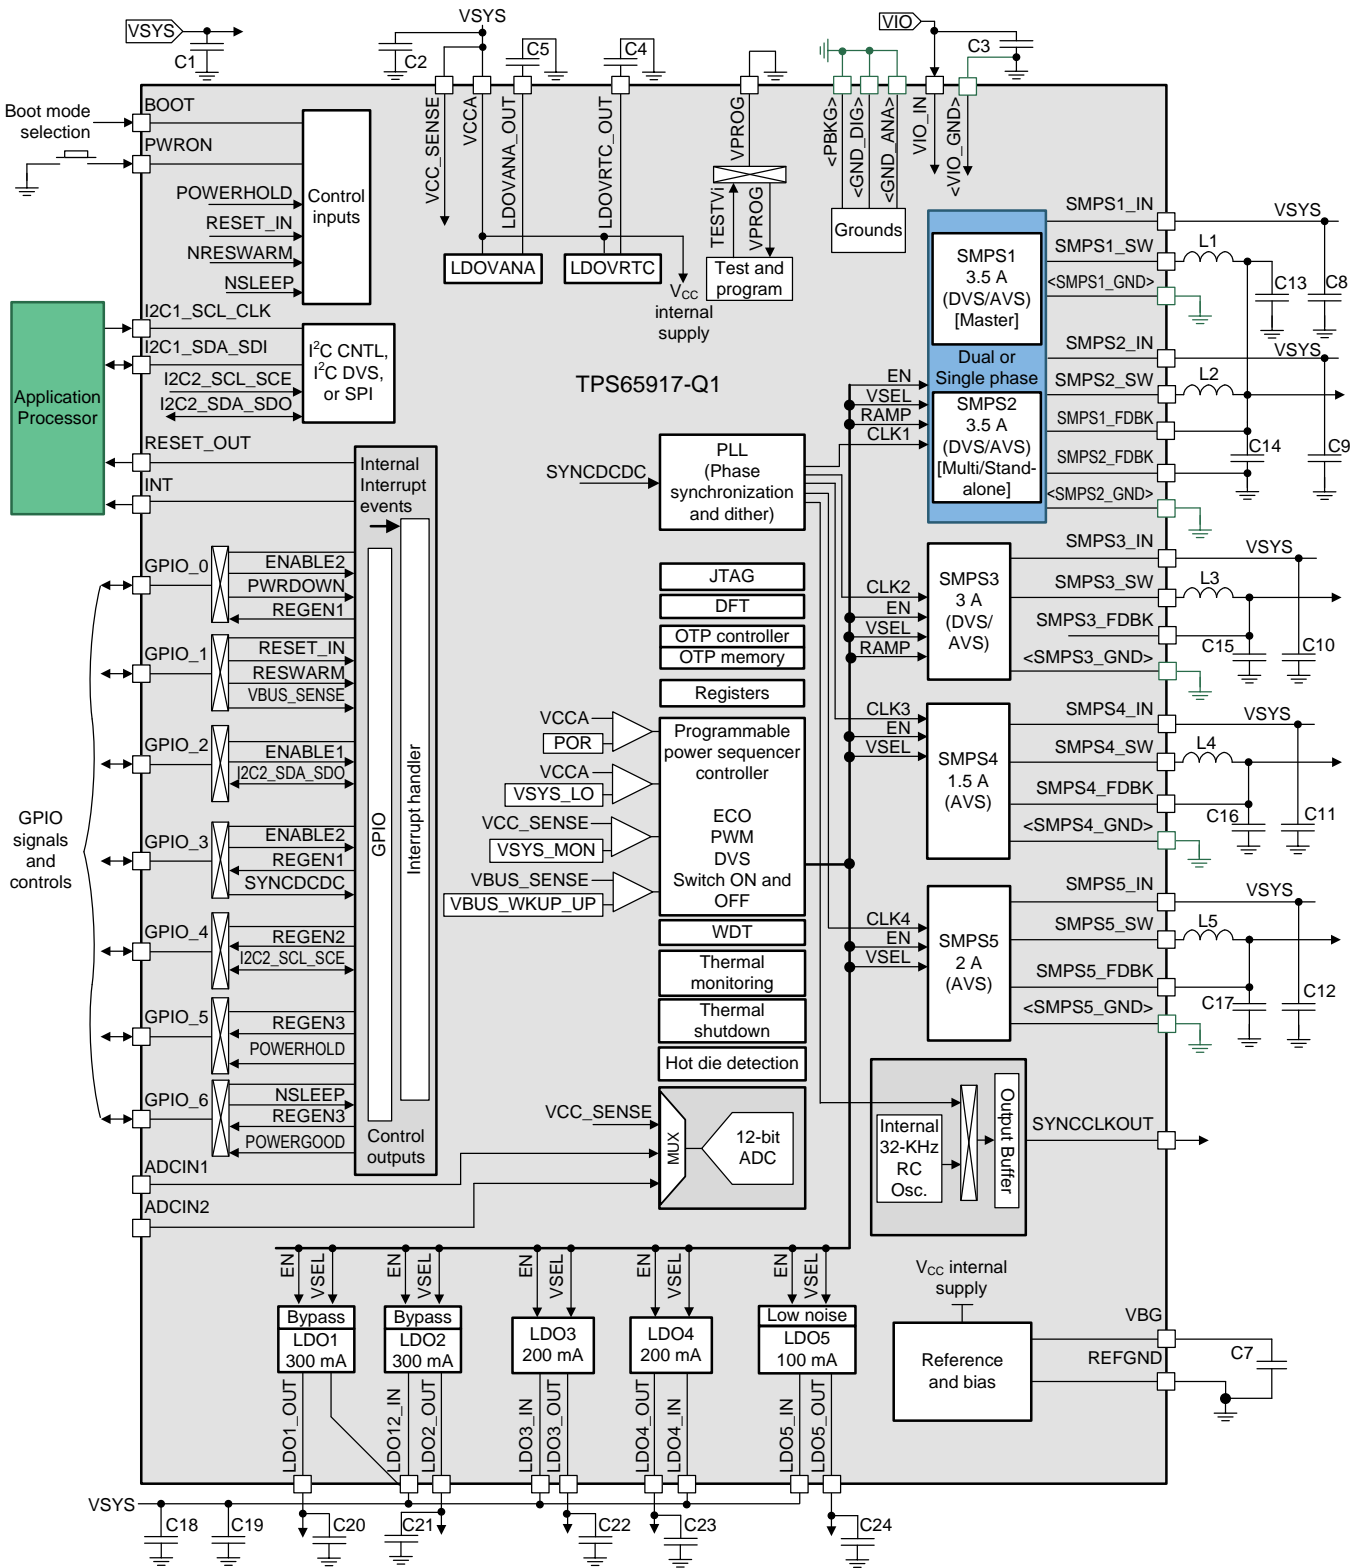 VSYS
C1
VSYS
C2
C5
C4
VIO
C3
Boot mode
selection
BOOT
PWRON
POWERHOLD
RESET_IN
NRESWARM
NSLEEP
Control
inputs
VCC_SENSE
VCCA
LDOVANA_OUT
LDOVRTC_OUT
LDOVANA
LDOVRTC
VCC
internal
supply
VPROG
TESTVi
VPROG
Test and
program
<PBKG>
<GND_DIG>
<GND_ANA>
Grounds
VIO_IN
<VIO_GND>
Application
Processor
I2C1_SCL_CLK
I2C1_SDA_SDI
I2C2_SCL_SCE
I2C2_SDA_SDO
I2C CNTL,
I2C DVS,
or SPI
RESET_OUT
INT
TPS65917-Q1
SMPS1
3.5 A
(DVS/AVS)
[Master]
Dual or
Single phase
SMPS2
3.5 A
(DVS/AVS)
[Multi/Stand-
alone]
EN
VSEL
RAMP
CLK1
SMPS1_IN
VSYS
SMPS1_SW
L1
<SMPS1_GND>
C13
C8
SMPS2_IN
VSYS
SMPS2_SW
L2
SMPS1_FDBK
SMPS2_FDBK
C14
C9
<SMPS2_GND>
SYNCDCDC
PLL
(Phase
synchronization
and dither)
Internal
Interrupt
events
GPIO
Interrupt handler
Control
outputs
GPIO
signals
and
controls
GPIO_0
ENABLE2
PWRDOWN
REGEN1
GPIO_1
RESET_IN
RESWARM
VBUS_SENSE
GPIO_2
ENABLE1
I2C2_SDA_SDO
GPIO_3
ENABLE2
REGEN1
SYNCDCDC
GPIO_4
REGEN2
I2C2_SCL_SCE
GPIO_5
REGEN3
POWERHOLD
GPIO_6
NSLEEP
REGEN3
POWERGOOD
ADCIN1
ADCIN2
JTAG
DFT
OTP controller
OTP memory
Registers
VCCA
POR
VCCA
VSYS_LO
VCC_SENSE
VSYS_MON
VBUS_SENSE
VBUS_WKUP_UP
Programmable
power sequencer
controller
ECO
PWM
DVS
Switch ON and
OFF
WDT
Thermal
monitoring
Thermal
shutdown
Hot die detection
VCC_SENSE
MUX
12-bit
ADC
CLK2
EN
VSEL
RAMP
SMPS3
3 A
(DVS/
AVS)
SMPS3_IN
VSYS
SMPS3_SW
L3
SMPS3_FDBK
C15
C10
<SMPS3_GND>
CLK3
EN
VSEL
SMPS4
1.5 A
(AVS)
SMPS4_IN
VSYS
SMPS4_SW
L4
SMPS4_FDBK
C16
C11
<SMPS4_GND>
CLK4
EN
VSEL
SMPS5
2 A
(AVS)
SMPS5_IN
VSYS
SMPS5_SW
L5
SMPS5_FDBK
C17
C12
<SMPS5_GND>
Internal
32-KHz
RC
Osc.
Output Buffer
SYNCCLKOUT
EN
VSEL
EN
VSEL
EN
VSEL
EN
VSEL
EN
VSEL
Bypass
LDO1
300 mA
Bypass
LDO2
300 mA
LDO3
200 mA
LDO4
200 mA
Low noise
LDO5
100 mA
VCC internal
supply
Reference
and bias
VBG
REFGND
C7
LDO1_OUT
LDO12_IN
LDO2_OUT
LDO3_IN
LDO3_OUT
LDO4_OUT
LDO4_IN
LDO5_IN
LDO5_OUT
VSYS
C18
C19
C20
C21
C22
C23
C24